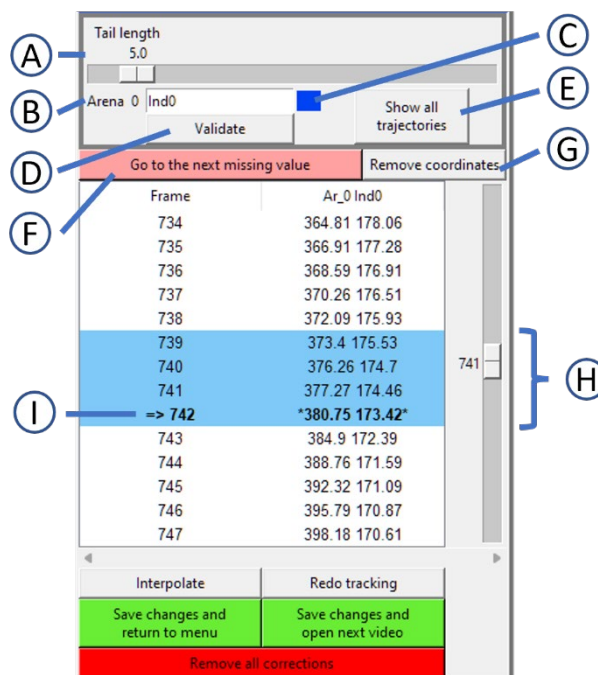 Tail length
5.0
A
B
C
D
E
F
G
H
I
Arena 0 Ind0
Validate
Show all
trajectories
Go to the next missing value
Remove coordinates
Frame Ar_0 Ind0
734 364.81 178.06
735 366.91 177.28
736 368.59 176.91
737 370.26 176.51
738 372.09 175.93
739 373.4 175.53
740 376.26 174.7
741 377.27 174.46
741
=> 742 *380.75 173.42*
743 384.9 172.39
744 388.76 171.59
745 392.32 171.09
746 395.79 170.87
747 398.18 170.61
Interpolate
Redo tracking
Save changes and
return to menu
Save changes and
open next video
Remove all corrections